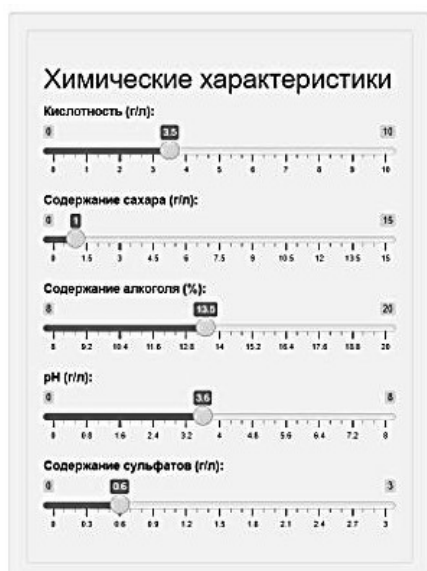 Химические характеристики
Кислотность (г/л):
0 3.5 10
0 1 2 3 4 5 6 7 8 9 10
Содержание сахара (г/л):
0 1 15
0 1.5 3 4.5 6 7.5 9 10.5 12 13.5 15
Содержание алкоголя (%):
8 13.5 20
8 9.2 10.4 11.6 12.8 14 15.2 16.4 17.6 18.8 20
pH (г/л):
0 3.6 8
0 0.8 1.6 2.4 3.2 4 4.8 5.6 6.4 7.2 8
Содержание сульфатов (г/л):
0 0.6 3
0 0.3 0.6 0.9 1.2 1.5 1.8 2.1 2.4 2.7 3